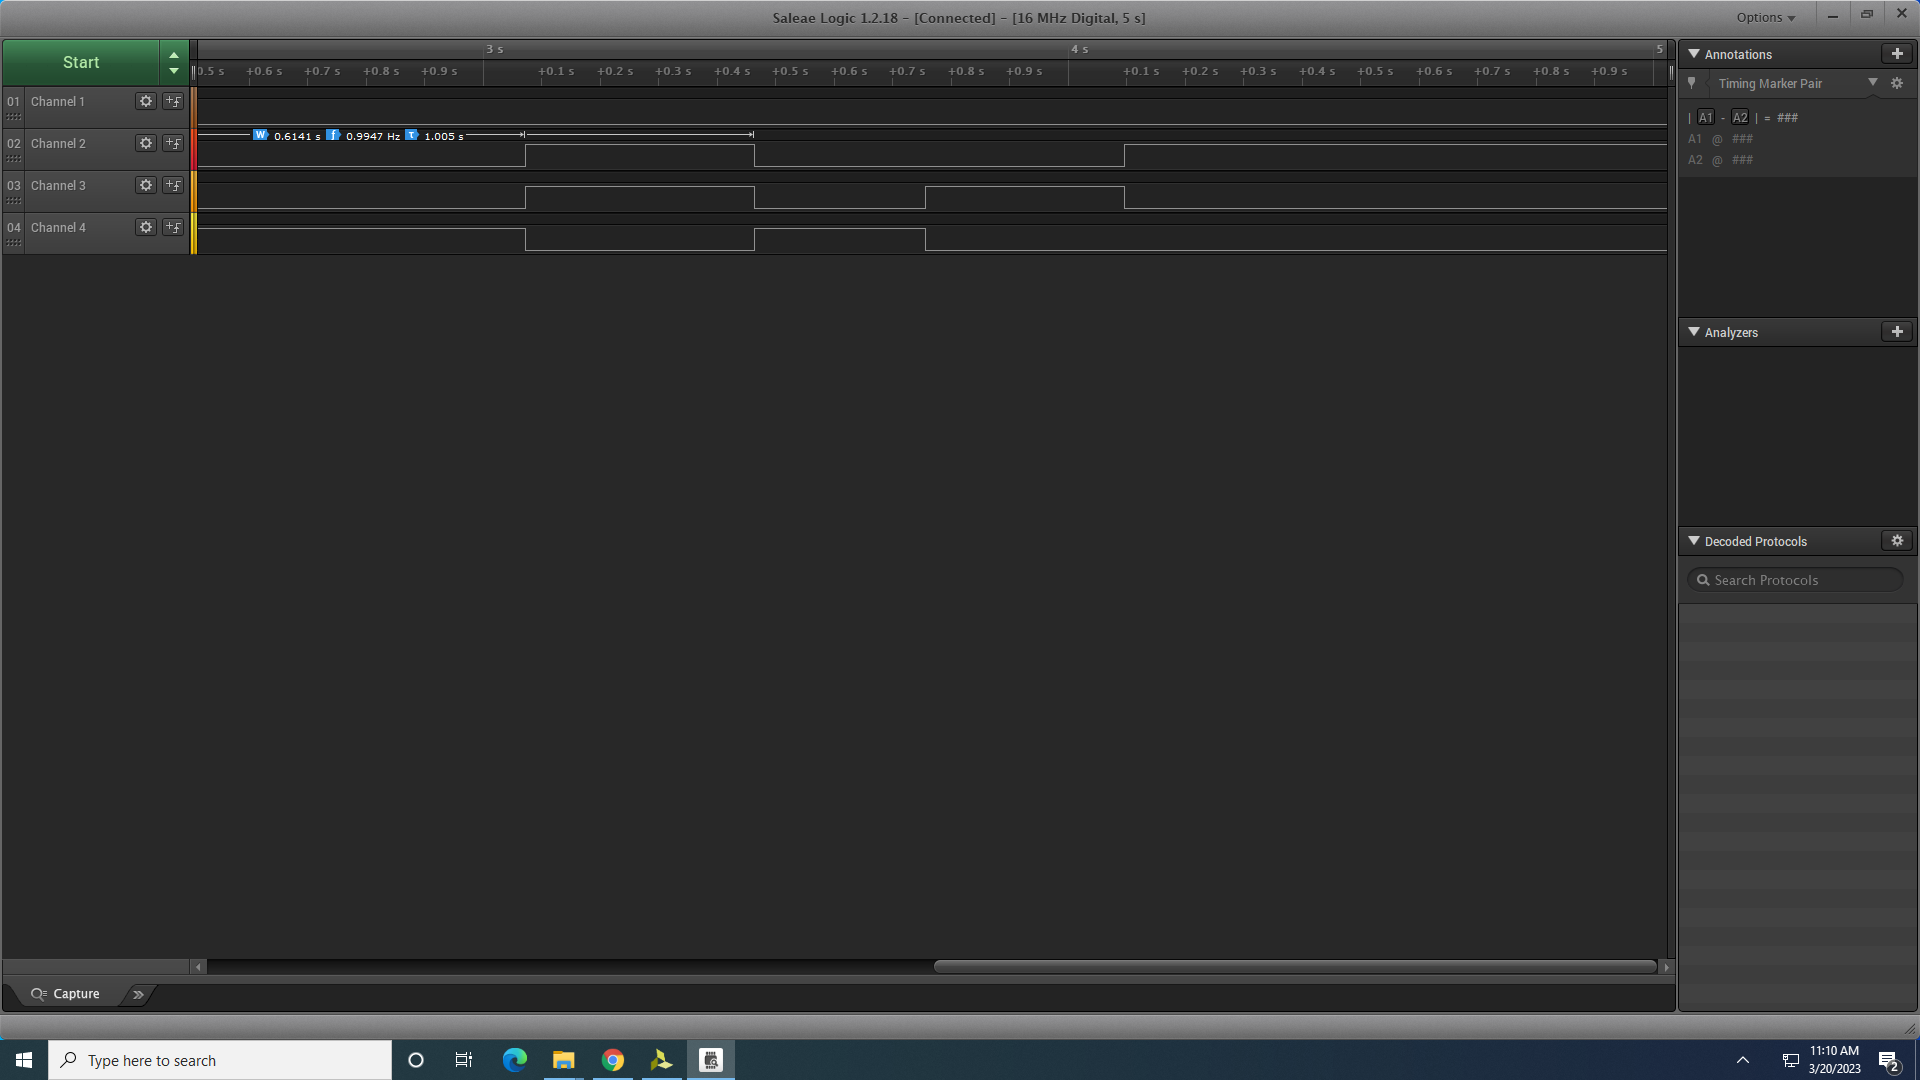 Saleae Logic 1.2.18 - [Connected] - [16 MHz Digital, 5 s]
Options
Start
3 s 4 s 5
0.5 s +0.6 s +0.7 s +0.8 s +0.9 s +0.1 s +0.2 s +0.3 s +0.4 s +0.5 s +0.6 s +0.7 s +0.8 s +0.9 s +0.1 s +0.2 s +0.3 s +0.4 s +0.5 s +0.6 s +0.7 s +0.8 s +0.9 s
01 Channel 1
W 0.6141 s f 0.9947 Hz T 1.005 s
02 Channel 2
03 Channel 3
04 Channel 4
Annotations
Timing Marker Pair
| A1 - A2 | = ###
A1 @ ###
A2 @ ###
Analyzers
Decoded Protocols
Search Protocols
Capture
Type here to search
11:10 AM
3/20/2023
2